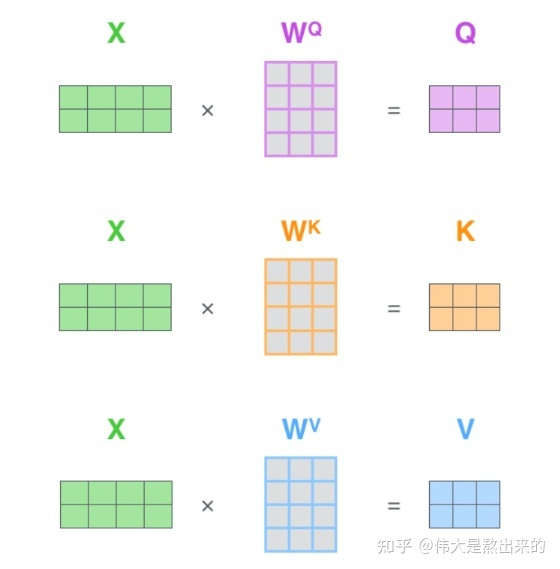 X W^Q Q
× =
X W^K K
× =
X W^V V
× =
知乎 @伟大是熬出来的